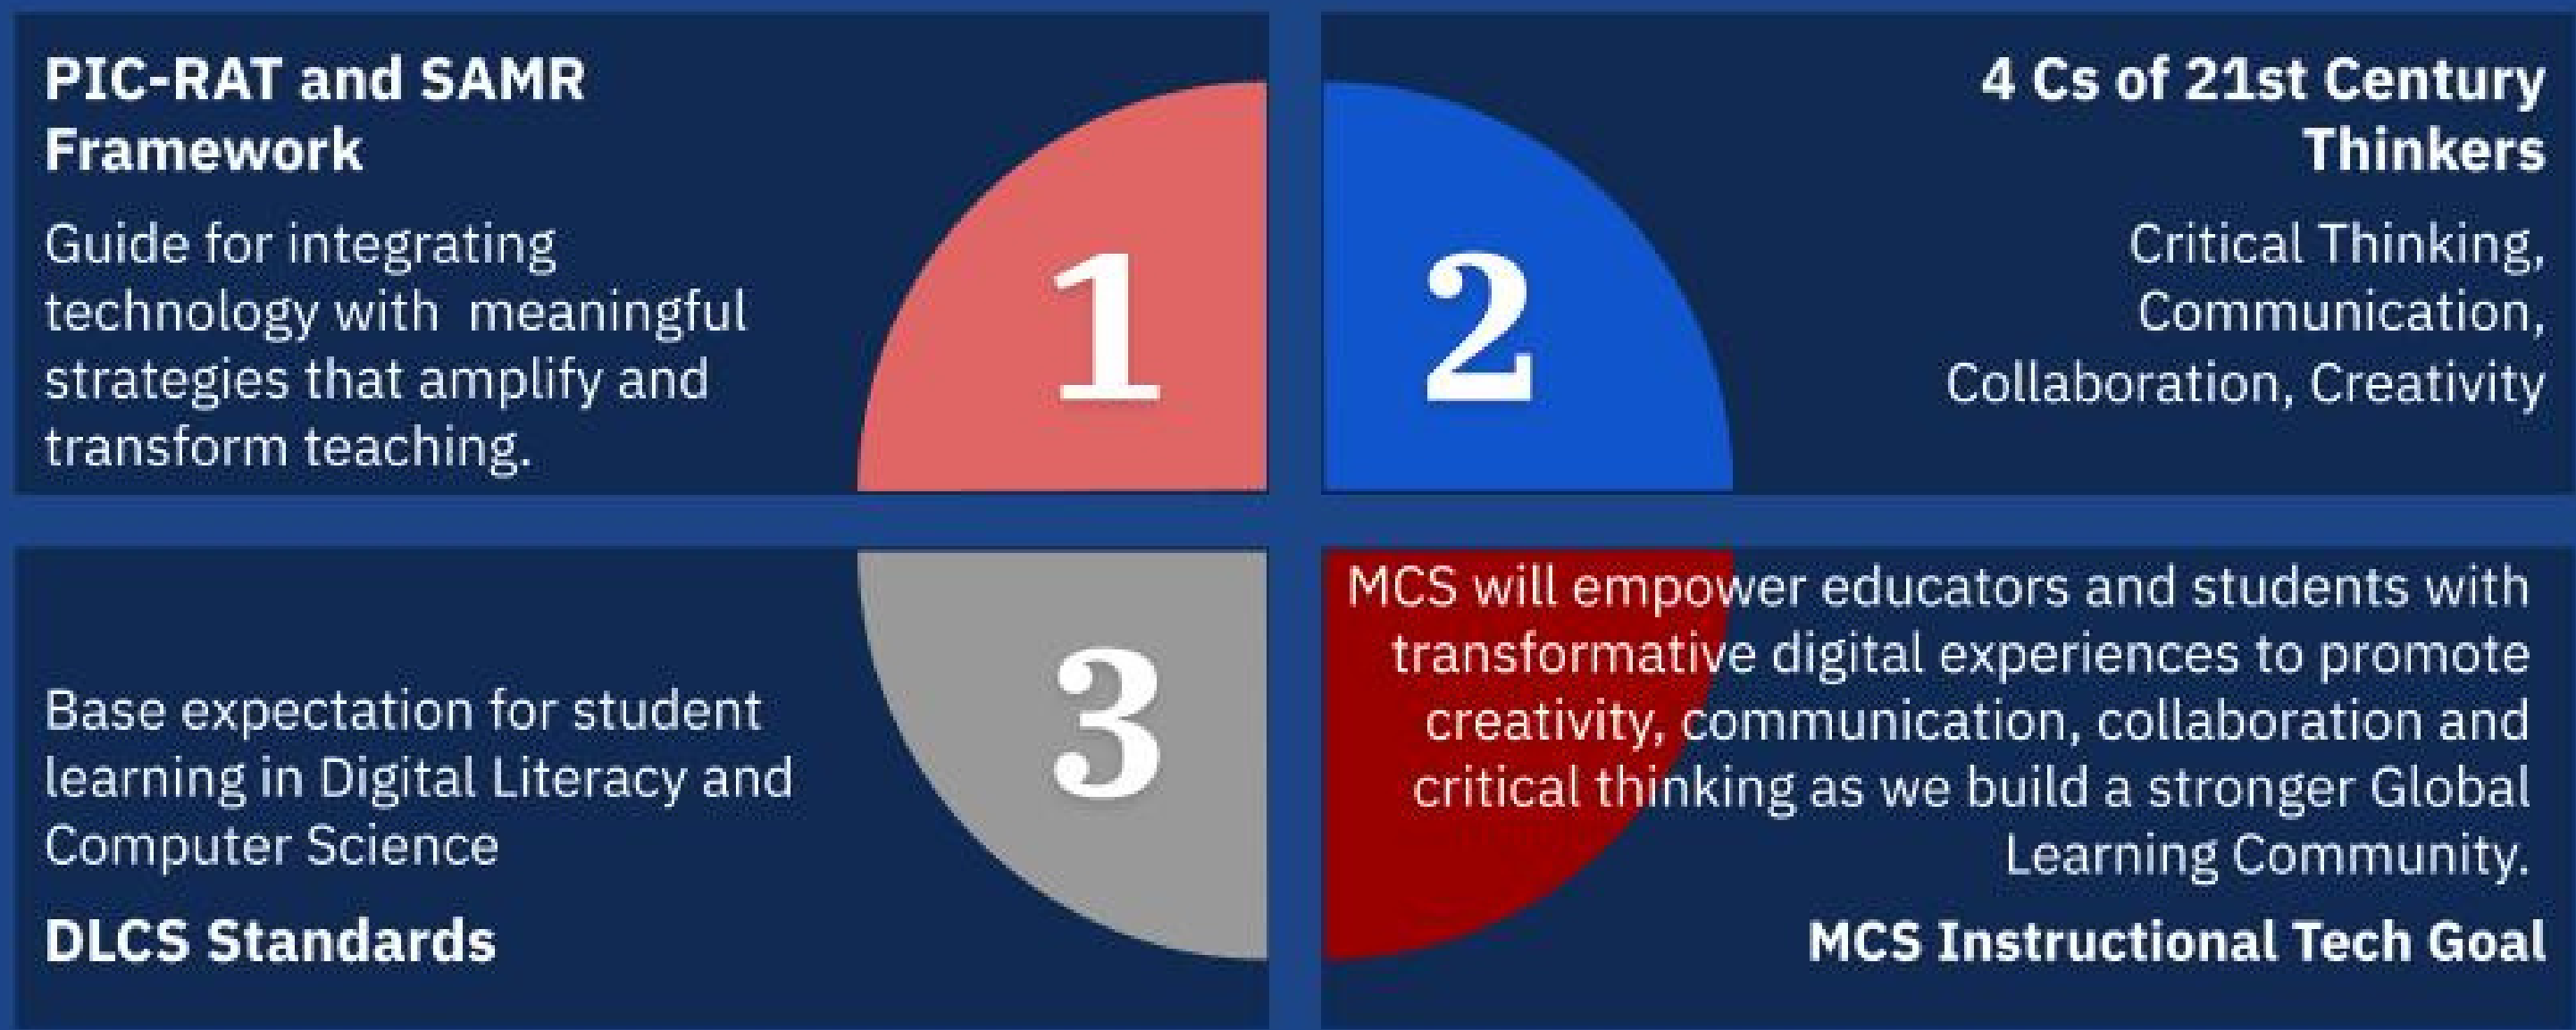 PIC-RAT and SAMR
Framework
Guide for integrating
technology with  meaningful
strategies that amplify and
transform teaching.
1
2
4 Cs of 21st Century
Thinkers
Critical Thinking,
Communication,
Collaboration, Creativity
3
Base expectation for student
learning in Digital Literacy and
Computer Science
DLCS Standards
MCS will empower educators and students with
transformative digital experiences to promote
creativity, communication, collaboration and
critical thinking as we build a stronger Global
Learning Community.
MCS Instructional Tech Goal